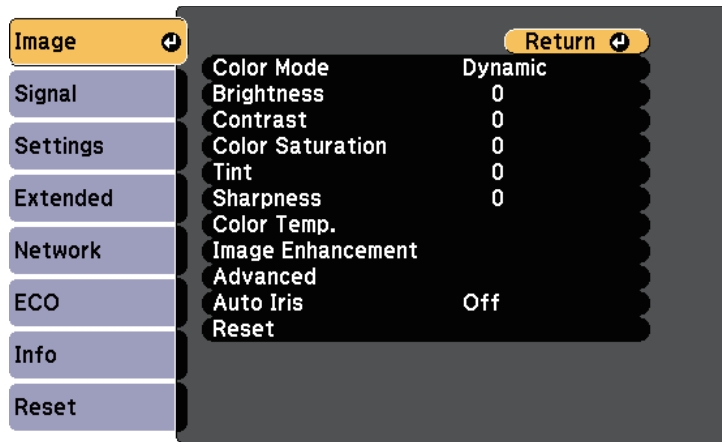 Image
Signal
Settings
Extended
Network
ECO
Info
Reset
Return
Color Mode Dynamic
Brightness 0
Contrast 0
Color Saturation 0
Tint 0
Sharpness 0
Color Temp.
Image Enhancement
Advanced
Auto Iris Off
Reset